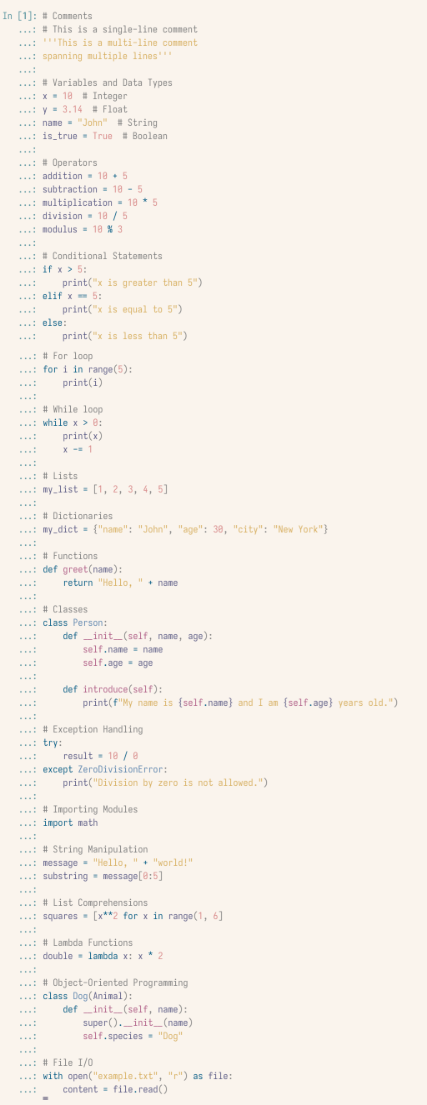 In [1]: # Comments
   ...: # This is a single-line comment
   ...: '''This is a multi-line comment
   ...: spanning multiple lines'''
   ...:
   ...: # Variables and Data Types
   ...: x = 10  # Integer
   ...: y = 3.14  # Float
   ...: name = "John"  # String
   ...: is_true = True  # Boolean
   ...:
   ...: # Operators
   ...: addition = 10 + 5
   ...: subtraction = 10 - 5
   ...: multiplication = 10 * 5
   ...: division = 10 / 5
   ...: modulus = 10 % 3
   ...:
   ...: # Conditional Statements
   ...: if x > 5:
   ...:     print("x is greater than 5")
   ...: elif x == 5:
   ...:     print("x is equal to 5")
   ...: else:
   ...:     print("x is less than 5")
   ...: # For loop
   ...: for i in range(5):
   ...:     print(i)
   ...:
   ...: # While loop
   ...: while x > 0:
   ...:     print(x)
   ...:     x -= 1
   ...:
   ...: # Lists
   ...: my_list = [1, 2, 3, 4, 5]
   ...:
   ...: # Dictionaries
   ...: my_dict = {"name": "John", "age": 30, "city": "New York"}
   ...:
   ...: # Functions
   ...: def greet(name):
   ...:     return "Hello, " + name
   ...:
   ...: # Classes
   ...: class Person:
   ...:     def __init__(self, name, age):
   ...:         self.name = name
   ...:         self.age = age
   ...:
   ...:     def introduce(self):
   ...:         print(f"My name is {self.name} and I am {self.age} years old.")
   ...:
   ...: # Exception Handling
   ...: try:
   ...:     result = 10 / 0
   ...: except ZeroDivisionError:
   ...:     print("Division by zero is not allowed.")
   ...:
   ...: # Importing Modules
   ...: import math
   ...:
   ...: # String Manipulation
   ...: message = "Hello, " + "world!"
   ...: substring = message[0:5]
   ...:
   ...: # List Comprehensions
   ...: squares = [x**2 for x in range(1, 6]
   ...:
   ...: # Lambda Functions
   ...: double = lambda x: x * 2
   ...:
   ...: # Object-Oriented Programming
   ...: class Dog(Animal):
   ...:     def __init__(self, name):
   ...:         super().__init__(name)
   ...:         self.species = "Dog"
   ...:
   ...: # File I/O
   ...: with open("example.txt", "r") as file:
   ...:     content = file.read()